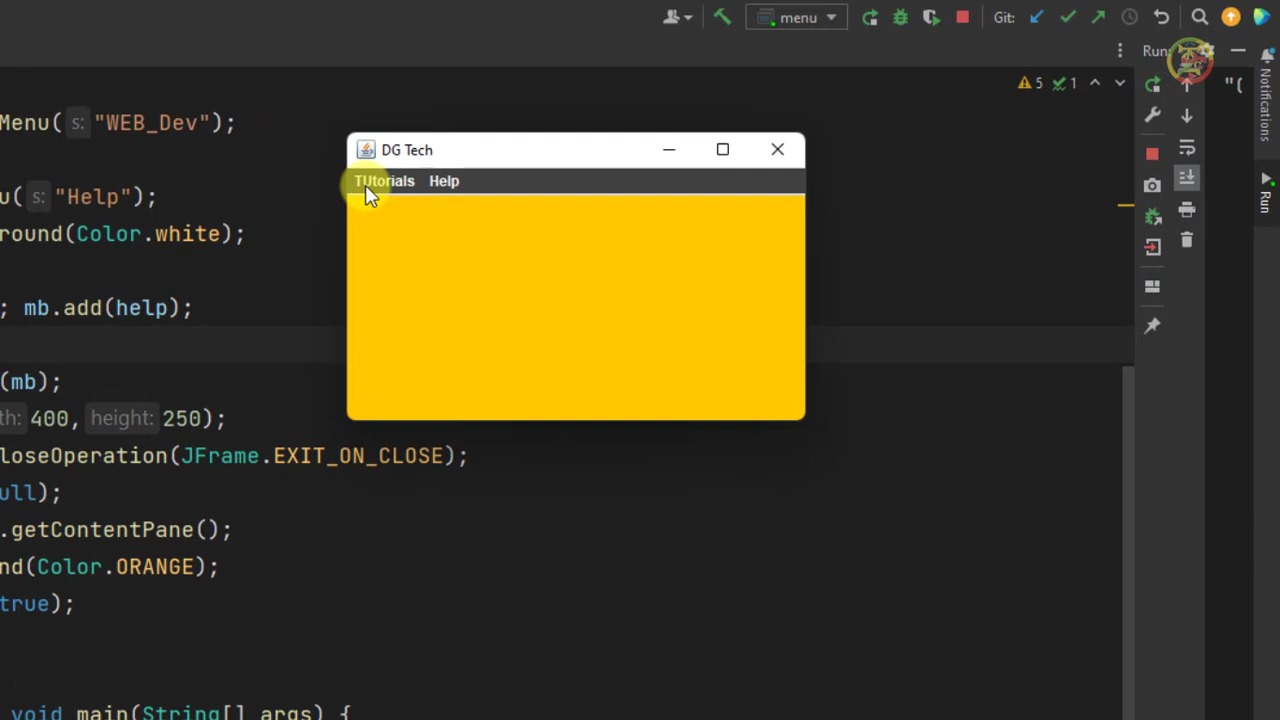 menu
Git:
Run:
5 1
"(
Notifications
Run
Menu( s: "WEB_Dev");
u( s: "Help");
round(Color.white);
; mb.add(help);
(mb);
th: 400, height: 250);
loseOperation(JFrame.EXIT_ON_CLOSE);
ull);
.getContentPane();
nd(Color.ORANGE);
true);
void main(String[] args) {
DG Tech
TUtorials Help